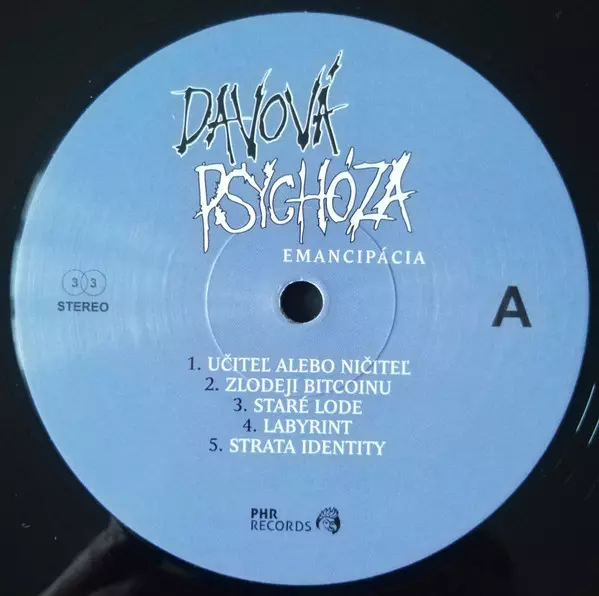 DAVOVÁ
PSYCHÓZA
EMANCIPÁCIA
33
STEREO
A
1. UČITEĽ ALEBO NIČITEĽ
2. ZLODEJI BITCOINU
3. STARÉ LODE
4. LABYRINT
5. STRATA IDENTITY
PHR
RECORDS